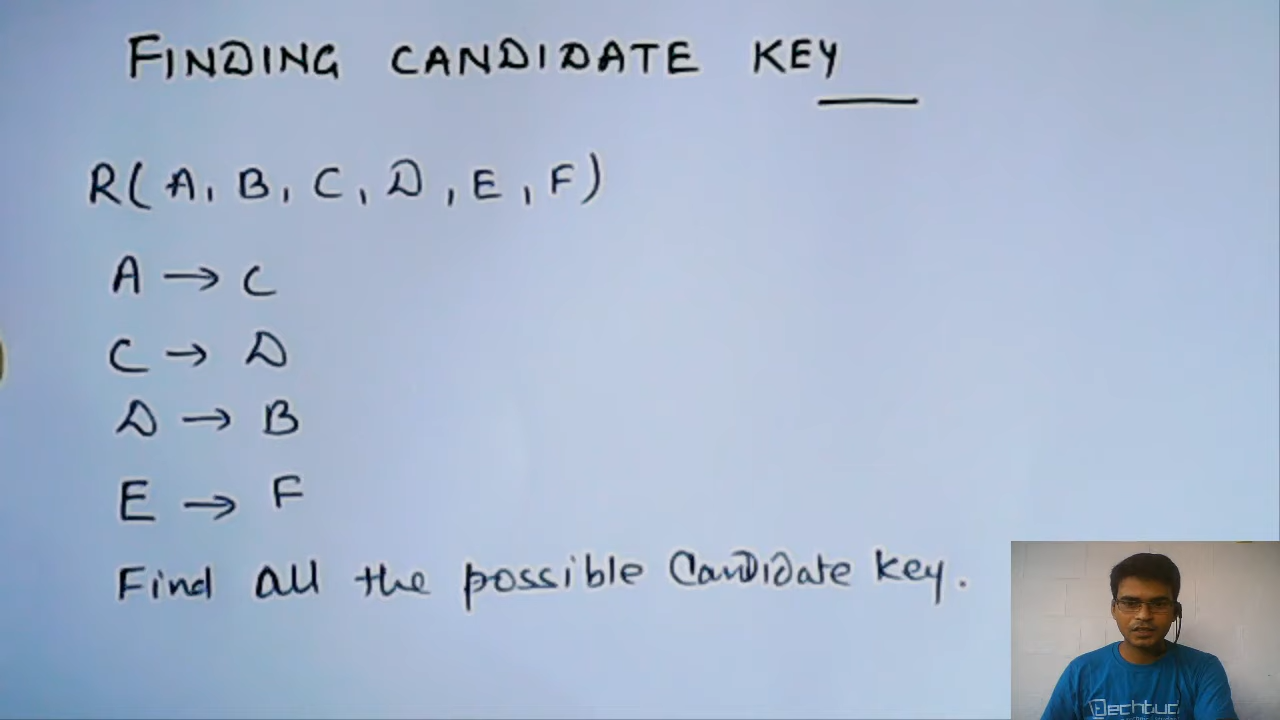 FINDING CANDIDATE KEY
R(A, B, C, D, E, F)
A → C
C → D
D → B
E → F
Find all the possible Candidate key.